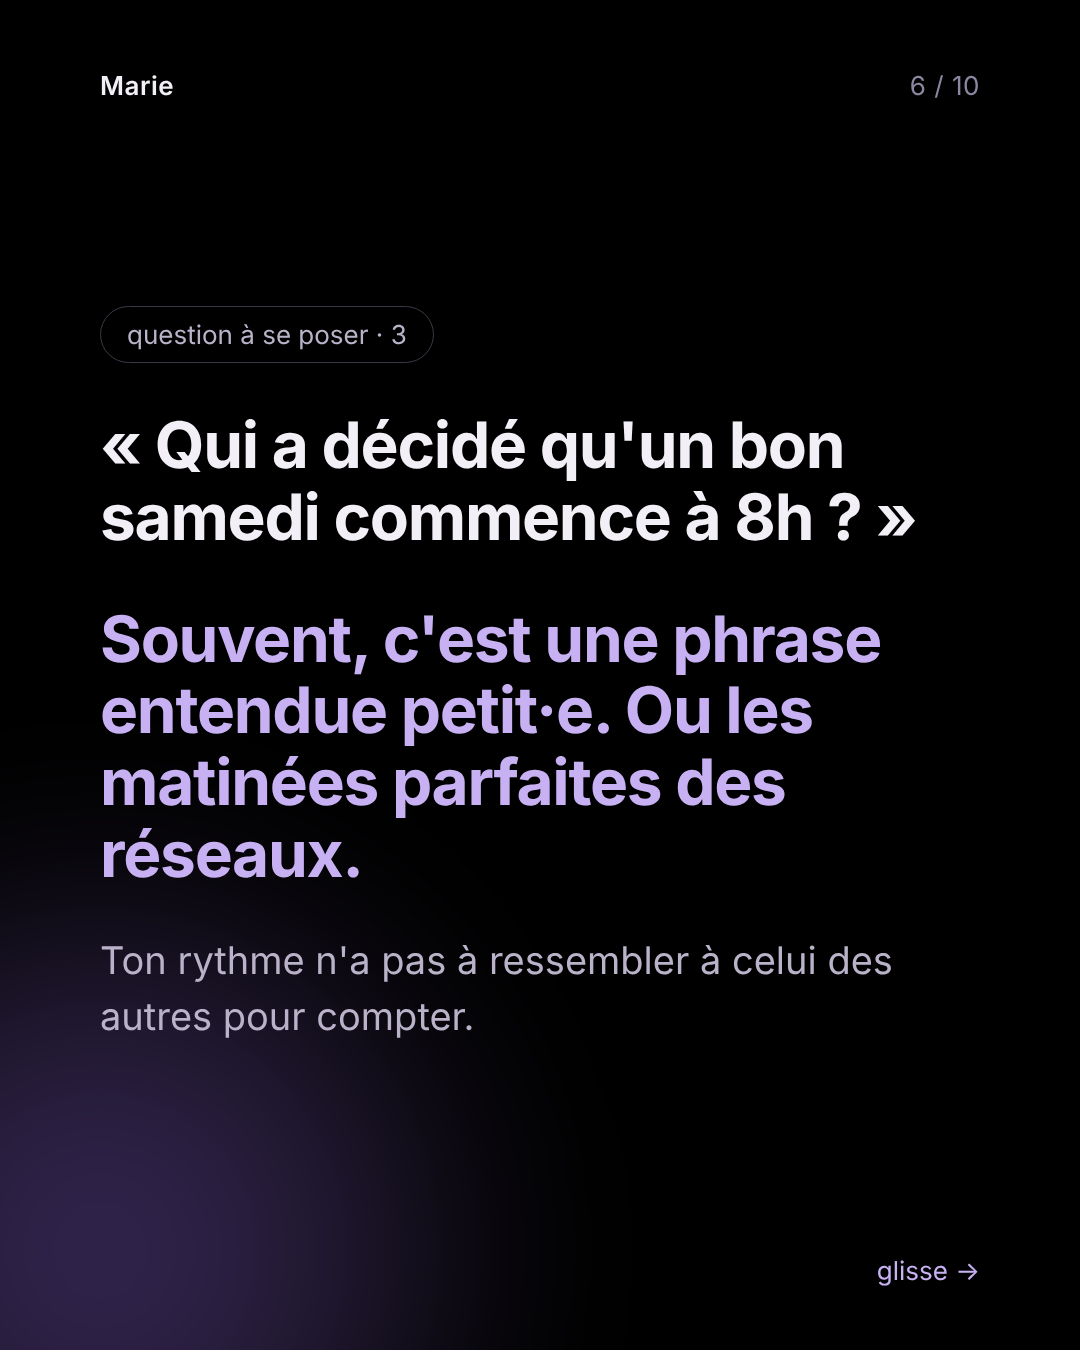 Marie
6 / 10
question à se poser · 3
« Qui a décidé qu'un bon
samedi commence à 8h ? »
Souvent, c'est une phrase
entendue petit·e. Ou les
matinées parfaites des
réseaux.
Ton rythme n'a pas à ressembler à celui des
autres pour compter.
glisse →